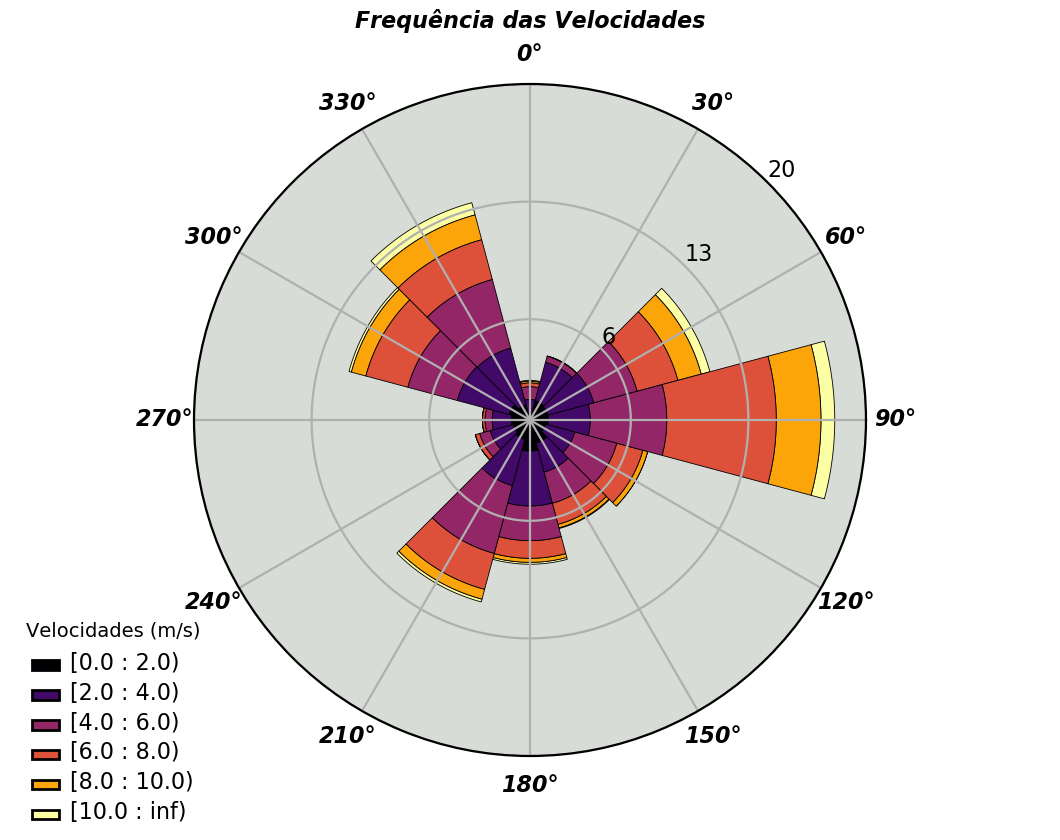 Frequência das Velocidades
0°
330°
30°
20
300°
60°
13
6
270°
90°
240°
120°
210°
150°
180°
Velocidades (m/s)
[0.0 : 2.0)
[2.0 : 4.0)
[4.0 : 6.0)
[6.0 : 8.0)
[8.0 : 10.0)
[10.0 : inf)